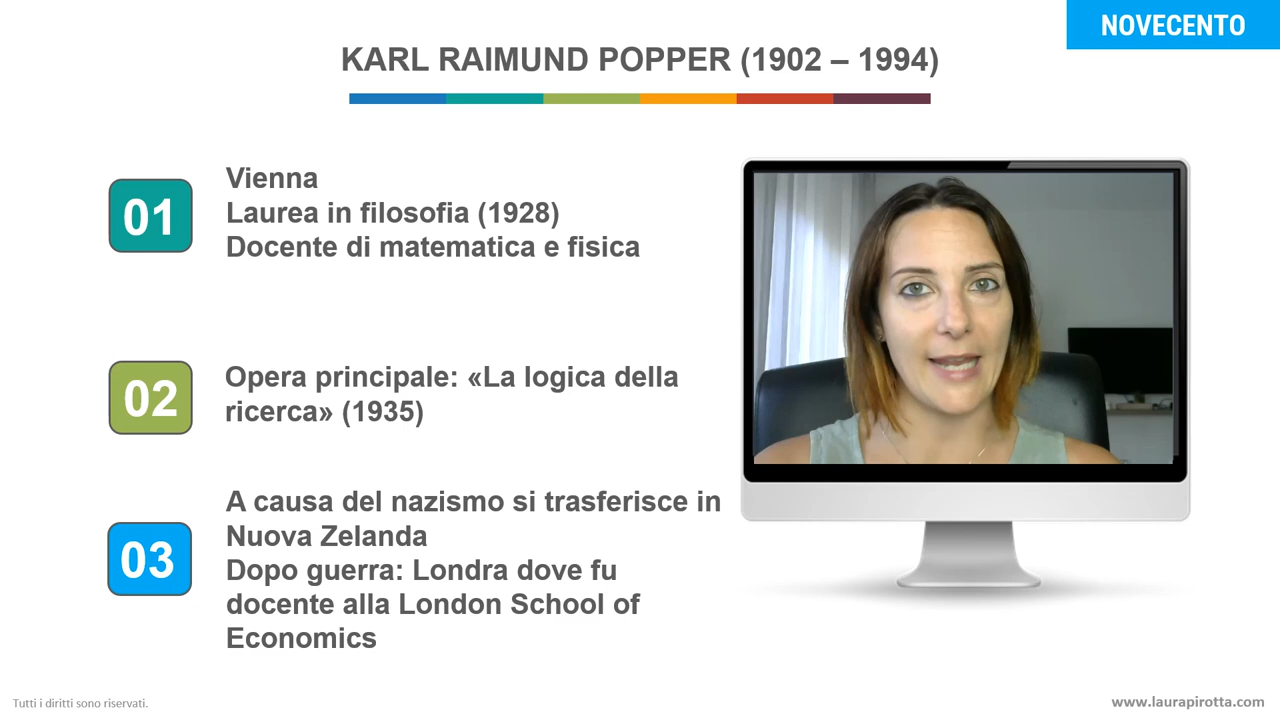 NOVECENTO
KARL RAIMUND POPPER (1902 – 1994)
01
Vienna
Laurea in filosofia (1928)
Docente di matematica e fisica
02
Opera principale: «La logica della
ricerca» (1935)
03
A causa del nazismo si trasferisce in
Nuova Zelanda
Dopo guerra: Londra dove fu
docente alla London School of
Economics
Tutti i diritti sono riservati.
www.laurapirotta.com